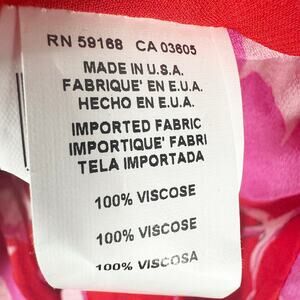 RN 59168 CA 03605
MADE IN U.S.A.
FABRIQUE' EN E.U.A.
HECHO EN E.U.A.
IMPORTED FABRIC
IMPORTIQUE' FABRI
TELA IMPORTADA
100% VISCOSE
100% VISCOSE
100% VISCOSA